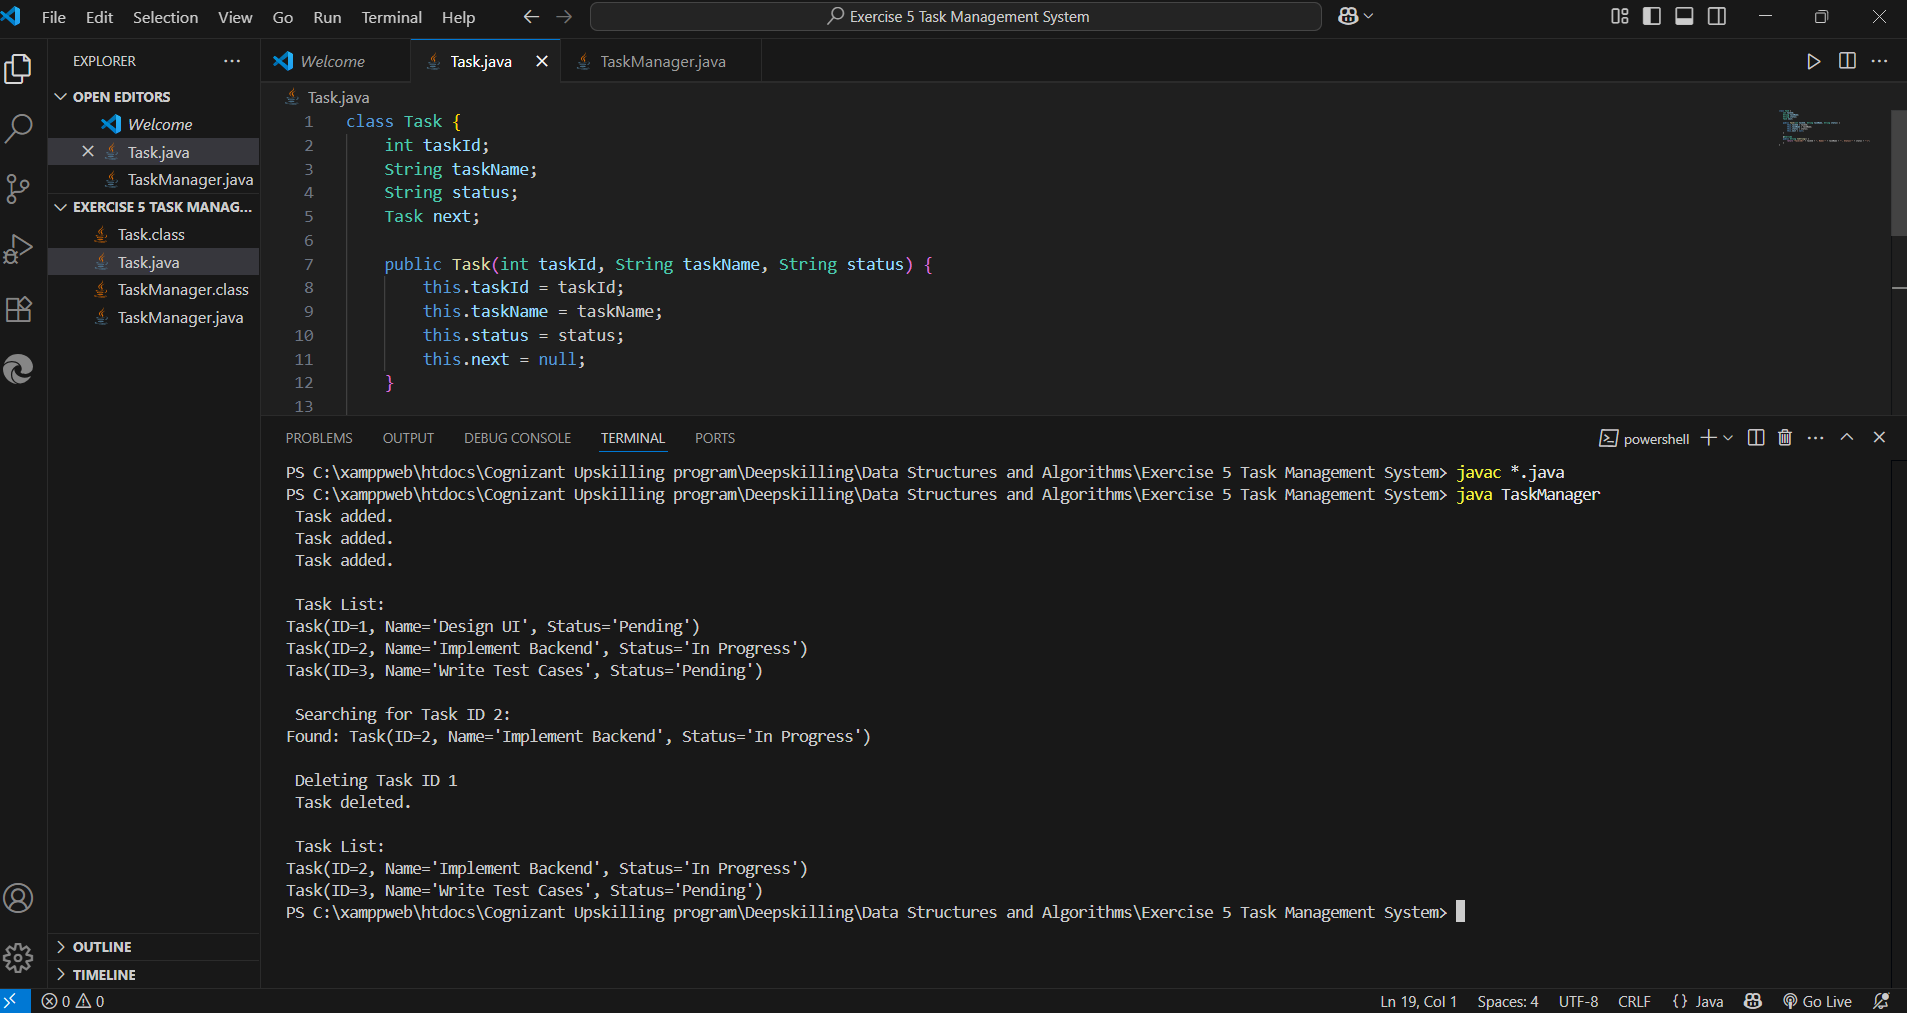 File Edit Selection View Go Run Terminal Help
Exercise 5 Task Management System
EXPLORER
OPEN EDITORS
Welcome
Task.java
TaskManager.java
EXERCISE 5 TASK MANAG...
Task.class
Task.java
TaskManager.class
TaskManager.java
OUTLINE
TIMELINE
Welcome Task.java TaskManager.java
Task.java
1 class Task {
2 int taskId;
3 String taskName;
4 String status;
5 Task next;
6
7 public Task(int taskId, String taskName, String status) {
8 this.taskId = taskId;
9 this.taskName = taskName;
10 this.status = status;
11 this.next = null;
12 }
13
PROBLEMS OUTPUT DEBUG CONSOLE TERMINAL PORTS
powershell
PS C:\xamppweb\htdocs\Cognizant Upskilling program\Deepskilling\Data Structures and Algorithms\Exercise 5 Task Management System> javac *.java
PS C:\xamppweb\htdocs\Cognizant Upskilling program\Deepskilling\Data Structures and Algorithms\Exercise 5 Task Management System> java TaskManager
Task added.
Task added.
Task added.
Task List:
Task(ID=1, Name='Design UI', Status='Pending')
Task(ID=2, Name='Implement Backend', Status='In Progress')
Task(ID=3, Name='Write Test Cases', Status='Pending')
Searching for Task ID 2:
Found: Task(ID=2, Name='Implement Backend', Status='In Progress')
Deleting Task ID 1
Task deleted.
Task List:
Task(ID=2, Name='Implement Backend', Status='In Progress')
Task(ID=3, Name='Write Test Cases', Status='Pending')
PS C:\xamppweb\htdocs\Cognizant Upskilling program\Deepskilling\Data Structures and Algorithms\Exercise 5 Task Management System>
0 0
Ln 19, Col 1 Spaces: 4 UTF-8 CRLF {} Java Go Live